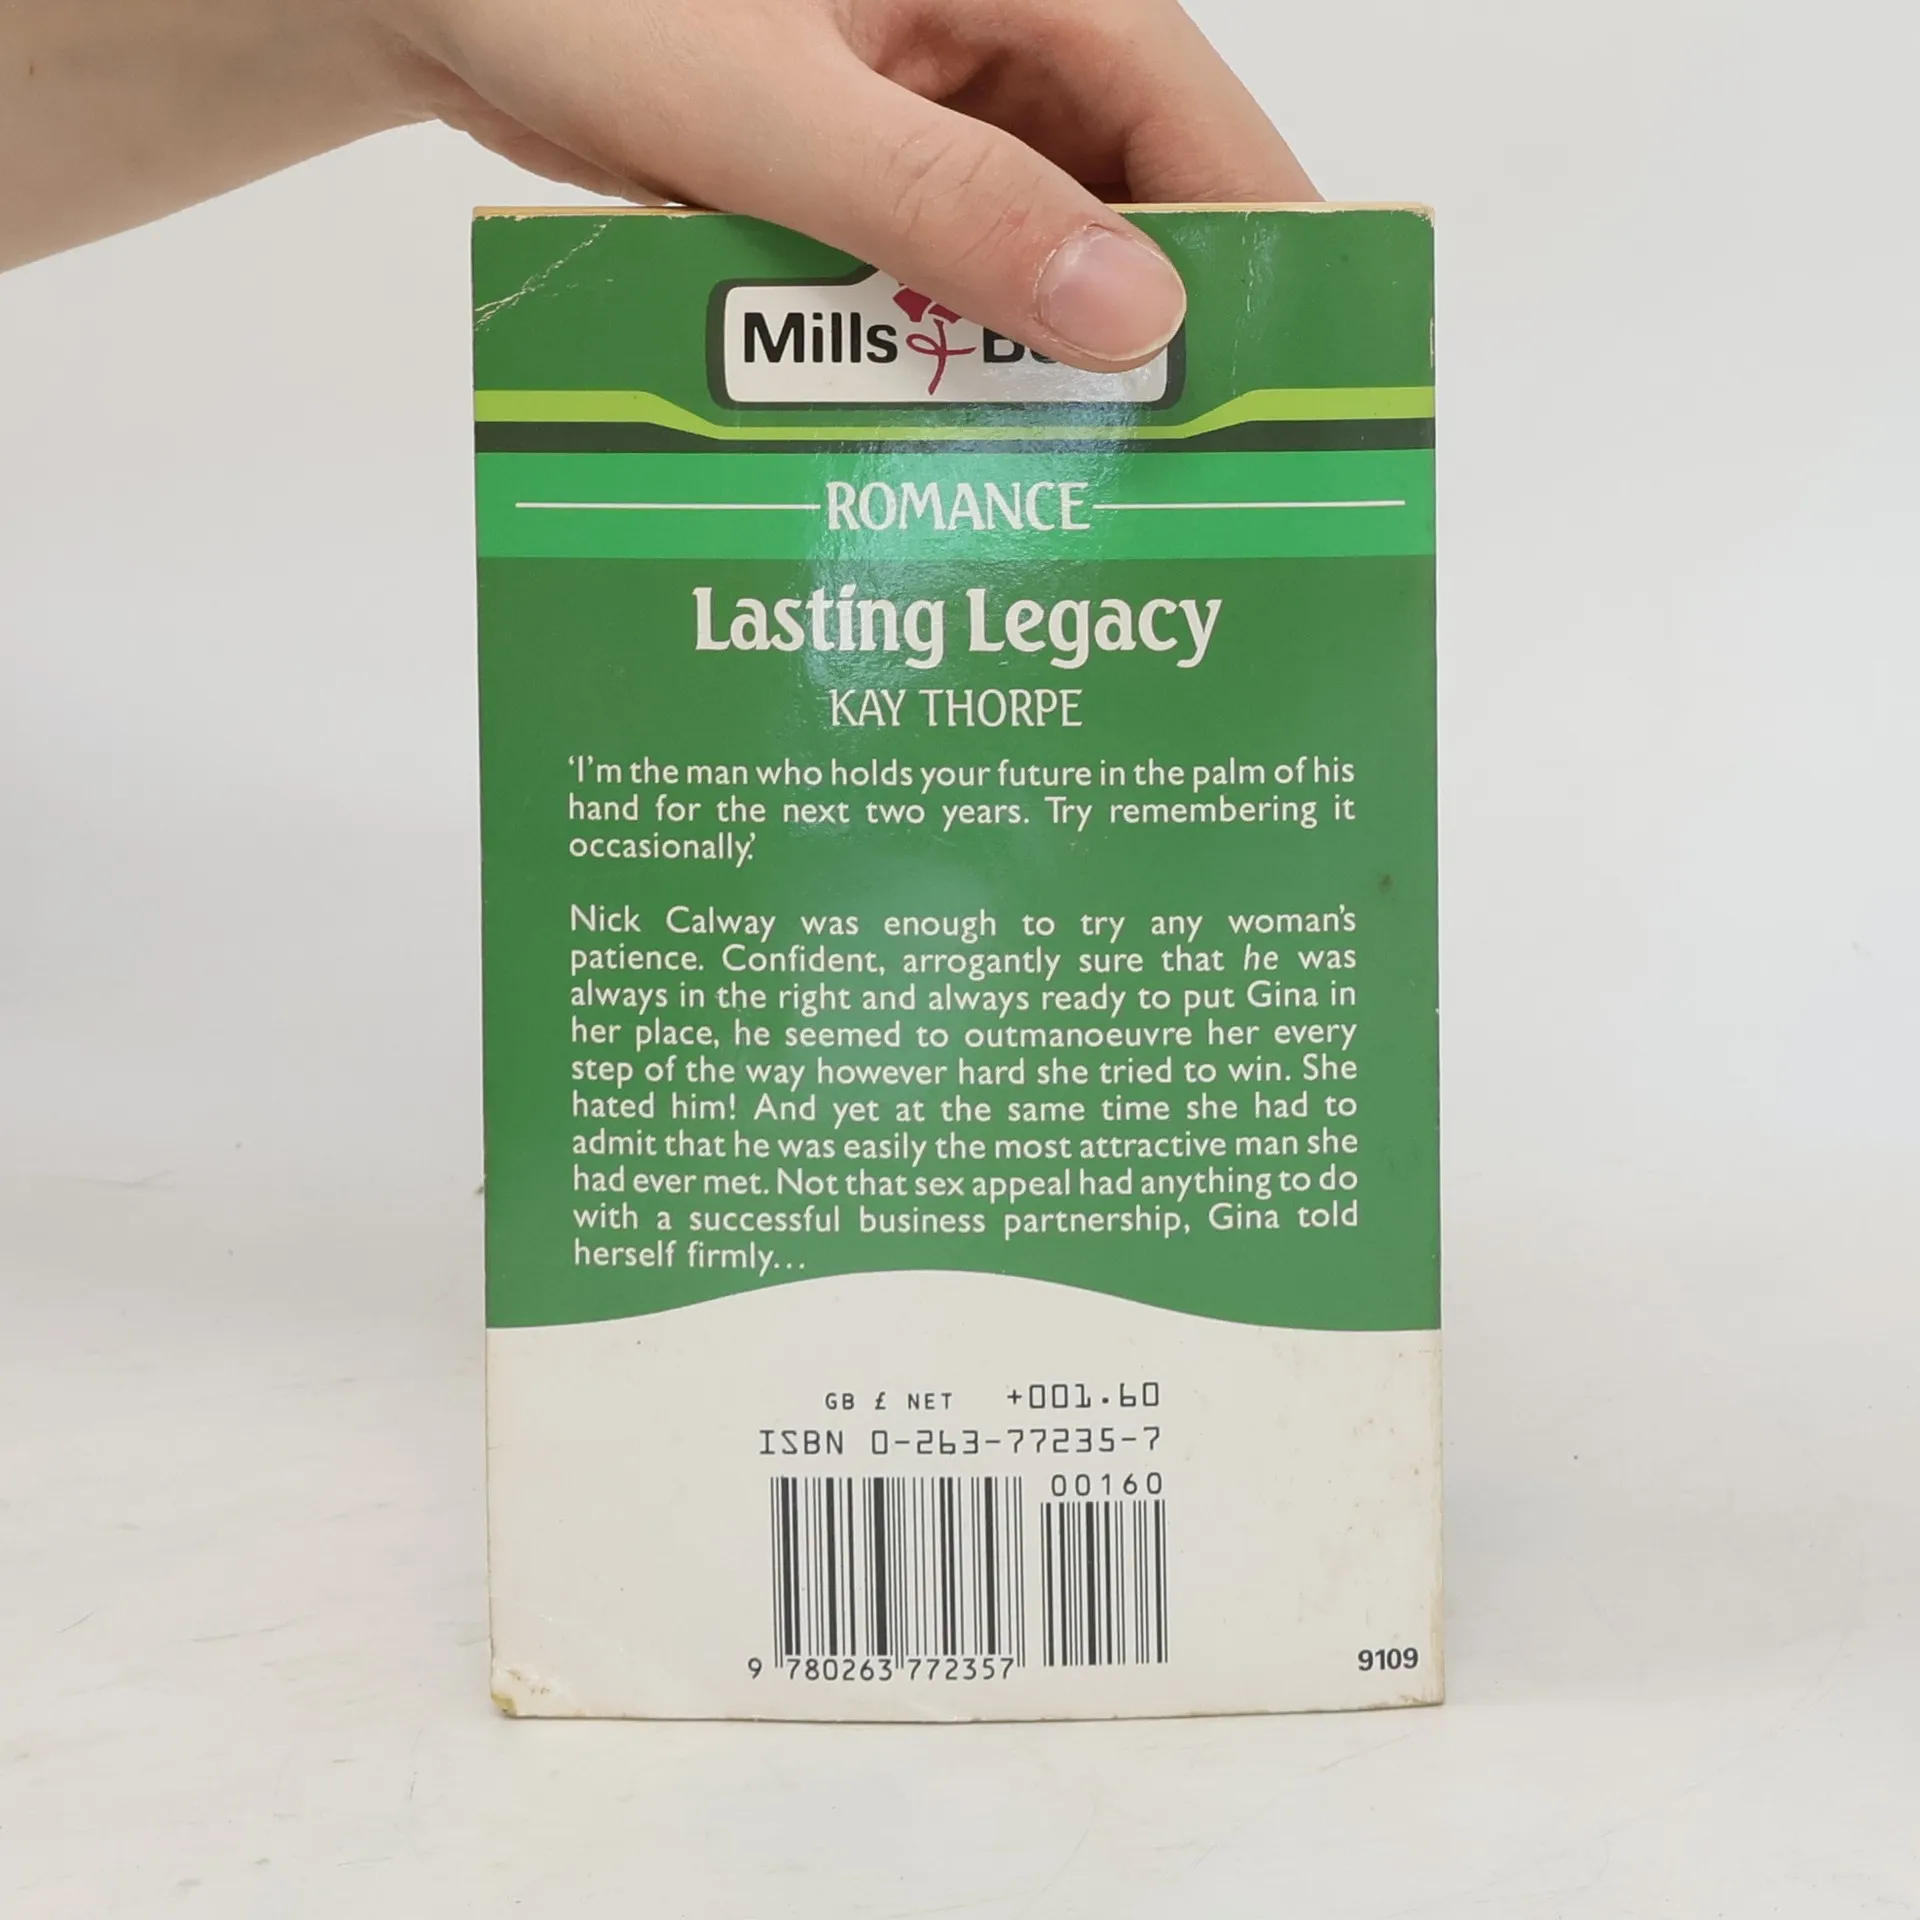 Mills
ROMANCE
Lasting Legacy
KAY THORPE
‘I’m the man who holds your future in the palm of his
hand for the next two years. Try remembering it
occasionally.’
Nick Calway was enough to try any woman’s
patience. Confident, arrogantly sure that he was
always in the right and always ready to put Gina in
her place, he seemed to outmanoeuvre her every
step of the way however hard she tried to win. She
hated him! And yet at the same time she had to
admit that he was easily the most attractive man she
had ever met. Not that sex appeal had anything to do
with a successful business partnership, Gina told
herself firmly...
GB £ NET +001.60
ISBN 0-263-77235-7
00160
9 780263 772357
9109